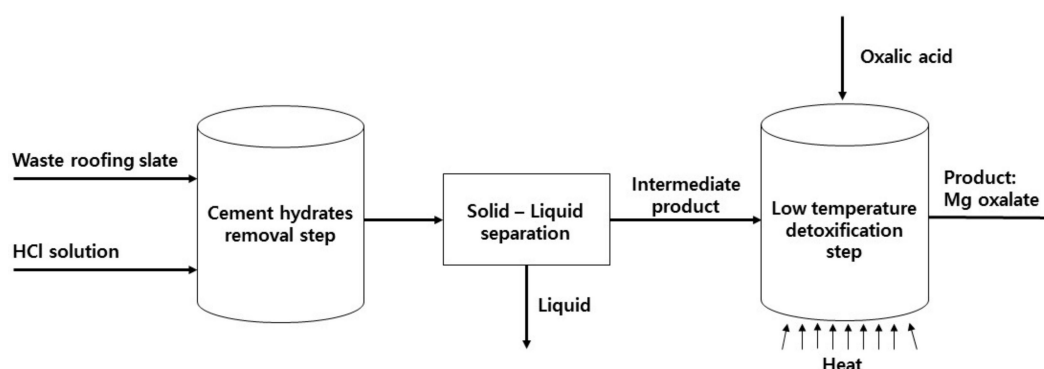 Oxalic acid
Waste roofing slate
HCl solution
Cement hydrates
removal step
Solid – Liquid
separation
Liquid
Intermediate
product
Low temperature
detoxification
step
Product:
Mg oxalate
Heat